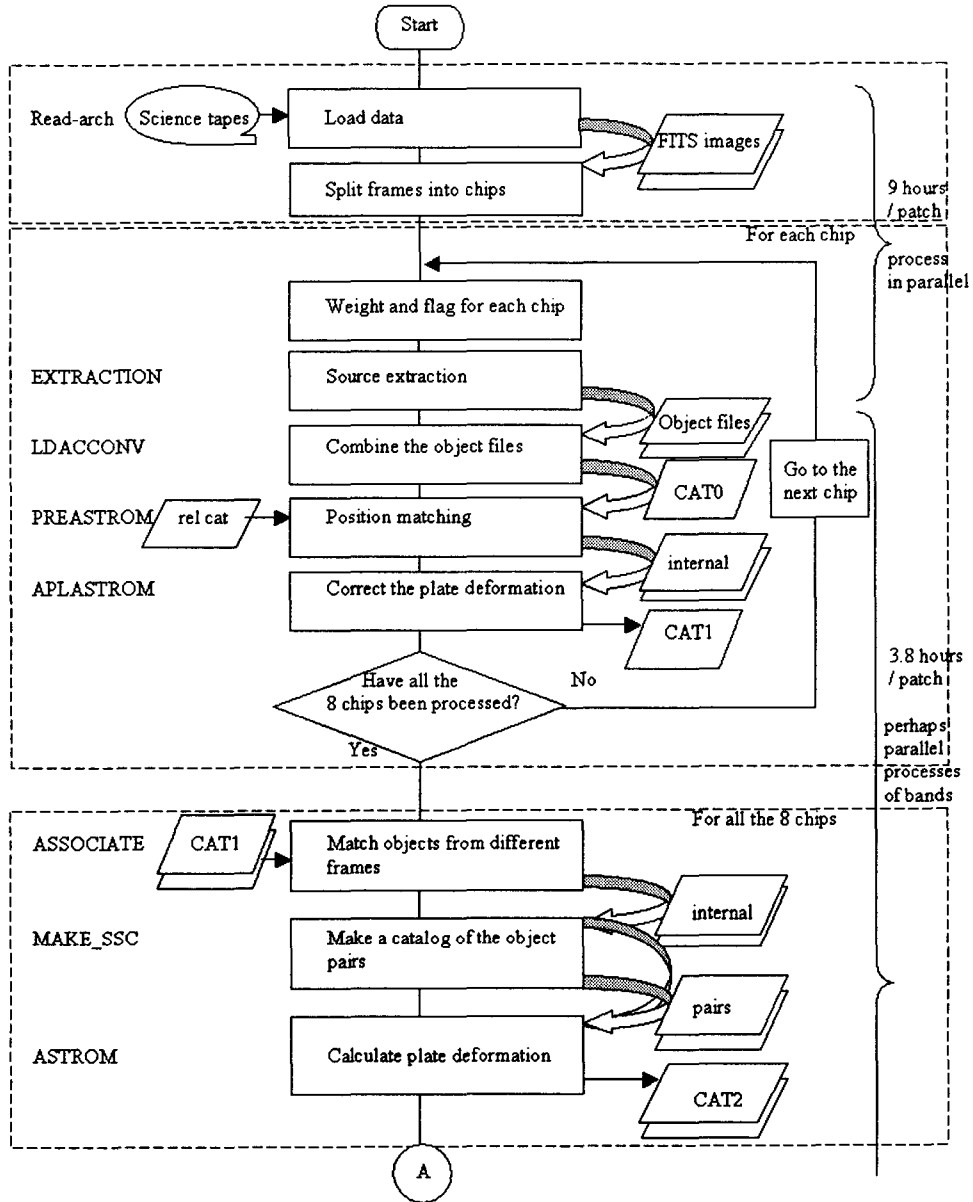 Start
Read-arch
Science tapes
Load data
FITS images
Split frames into chips
9 hours
/ patch
For each chip
process
in parallel
Weight and flag for each chip
EXTRACTION
Source extraction
Object files
LDACCONV
Combine the object files
Go to the
next chip
CAT0
PREASTROM
rel cat
Position matching
internal
APLASTROM
Correct the plate deformation
CAT1
3.8 hours
/ patch
Have all the
8 chips been processed?
No
Yes
perhaps
parallel
processes
of bands
For all the 8 chips
ASSOCIATE
CAT1
Match objects from different
frames
internal
MAKE_SSC
Make a catalog of the object
pairs
pairs
ASTROM
Calculate plate deformation
CAT2
A